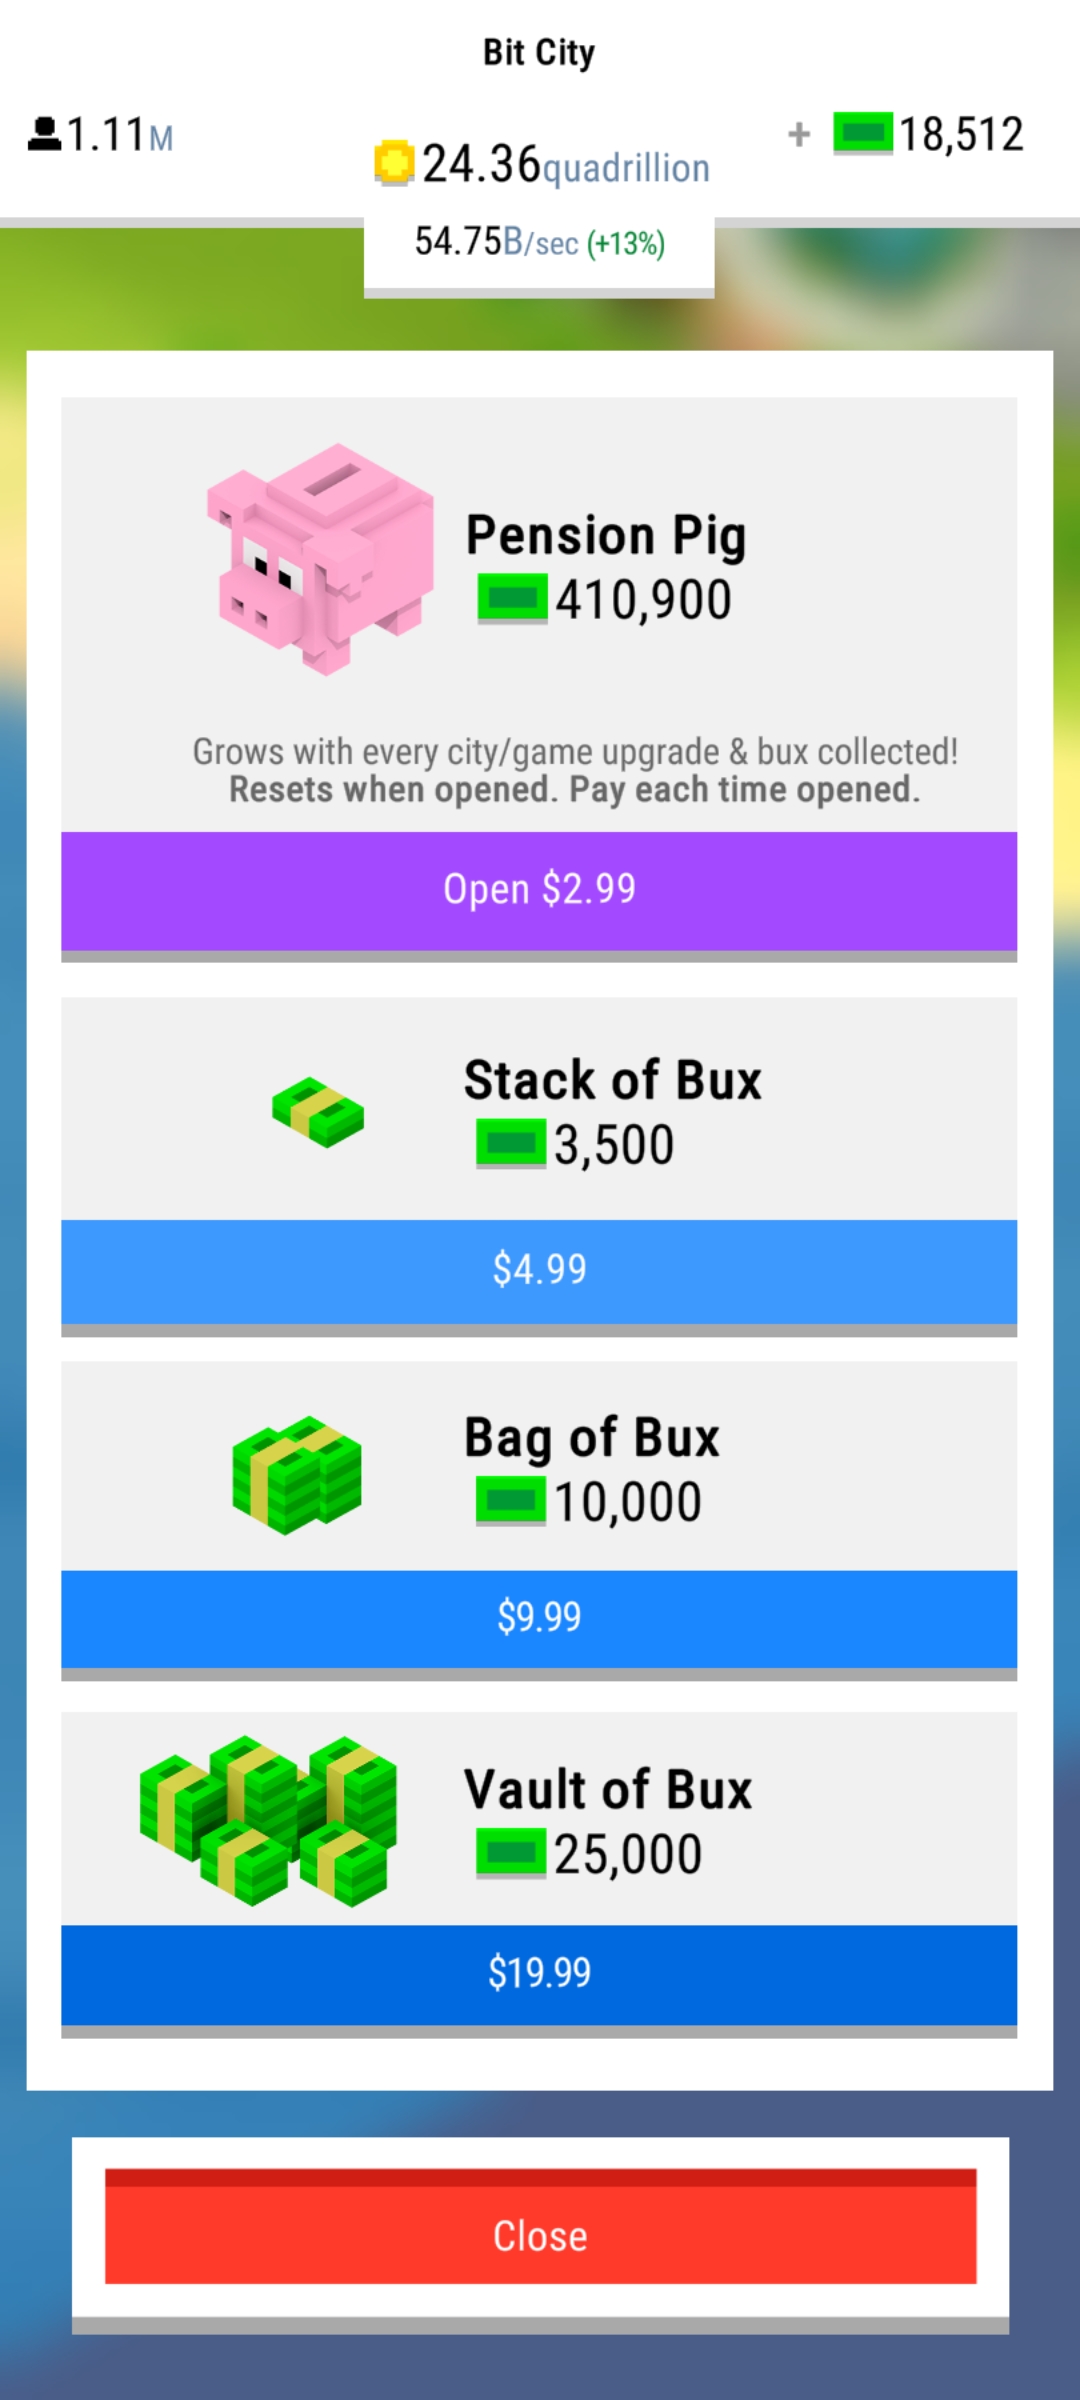 Bit City
1.11M
24.36quadrillion
+ 18,512
54.75B/sec (+13%)
Pension Pig
410,900
Grows with every city/game upgrade & bux collected!
Resets when opened. Pay each time opened.
Open $2.99
Stack of Bux
3,500
$4.99
Bag of Bux
10,000
$9.99
Vault of Bux
25,000
$19.99
Close